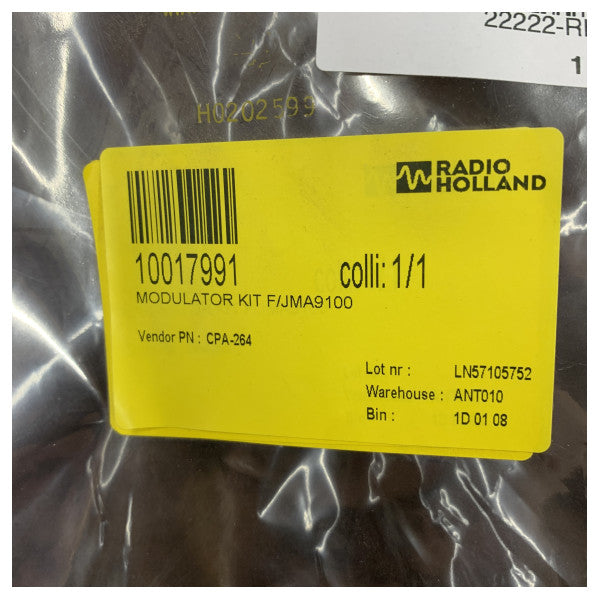 22222-R
1
H0202599
RADIO
HOLLAND
10017991 colli: 1/1
MODULATOR KIT F/JMA9100
Vendor PN : CPA-264
Lot nr : LN57105752
Warehouse : ANT010
Bin : 1D 01 08